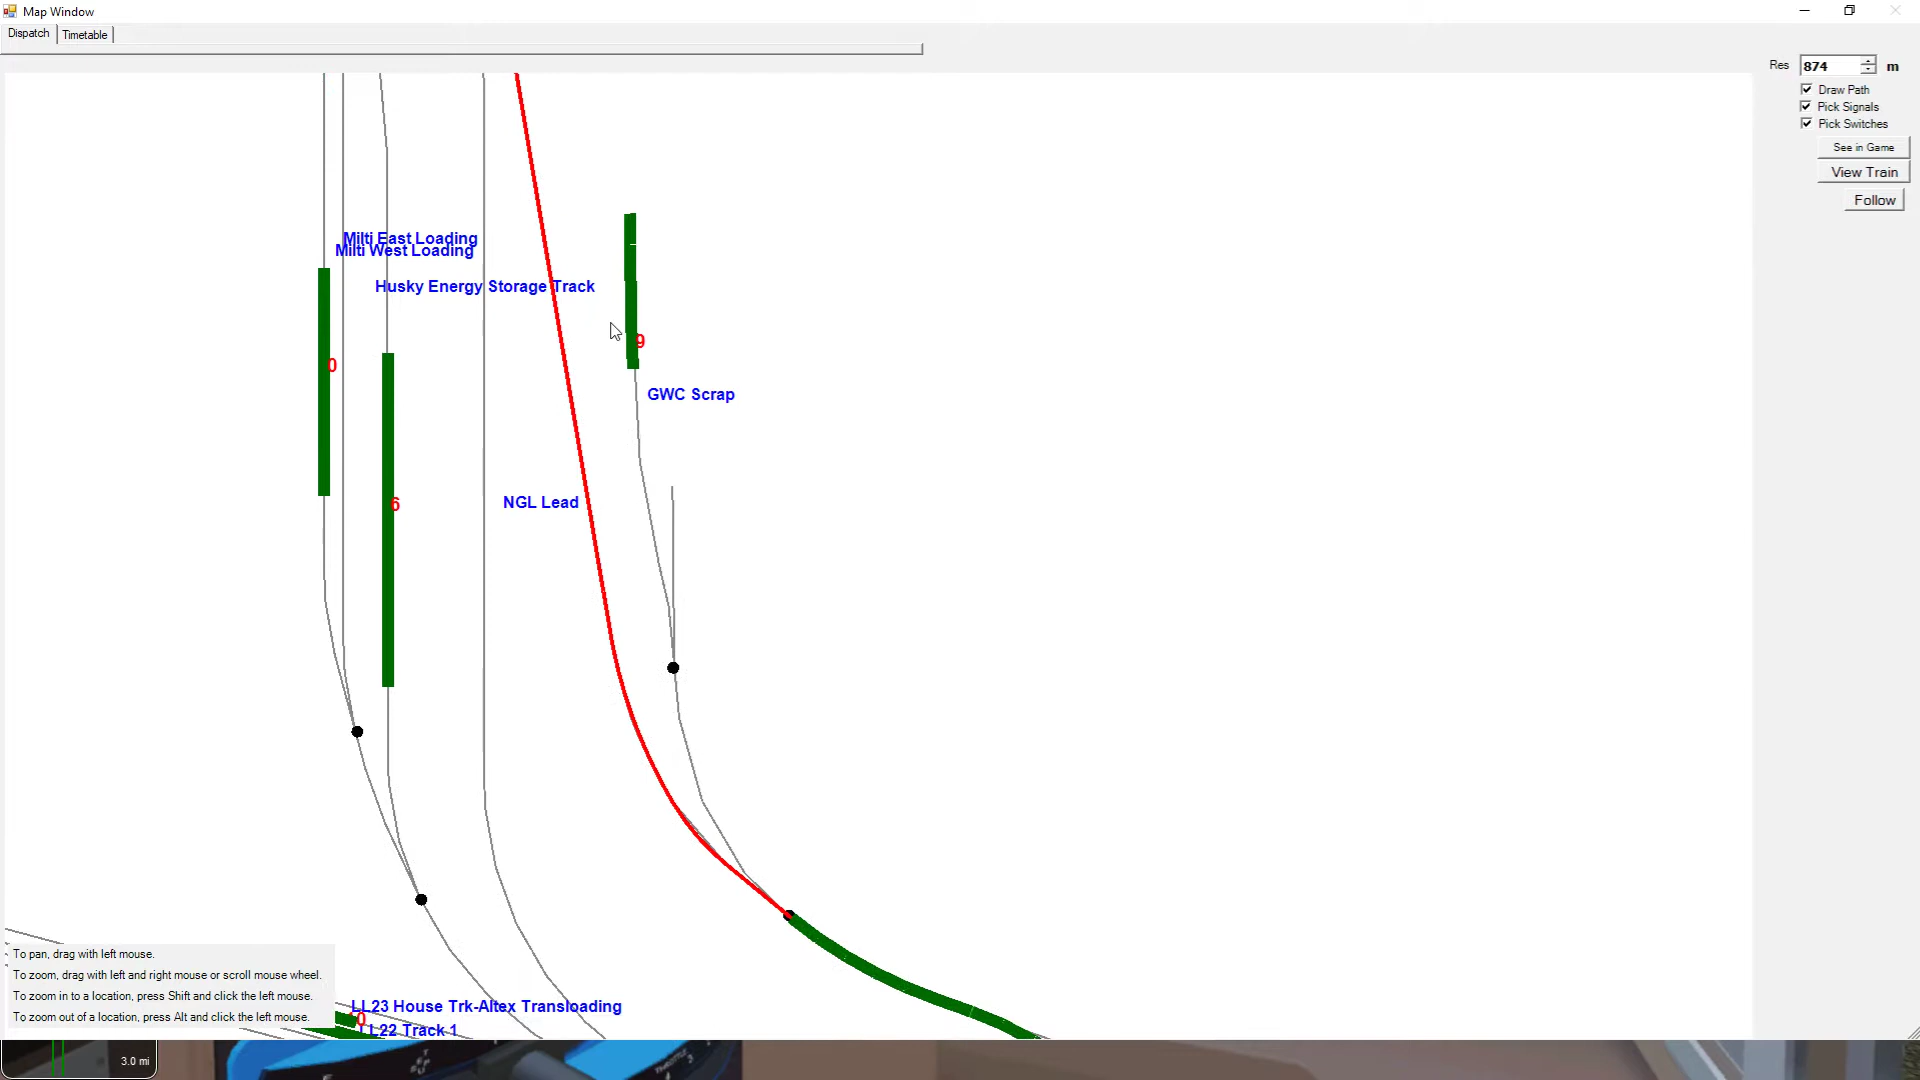 Map Window
Dispatch
Timetable
Res
874
m
Draw Path
Pick Signals
Pick Switches
See in Game
View Train
Follow
Milti East Loading
Milti West Loading
Husky Energy Storage Track
9
0
GWC Scrap
NGL Lead
6
To pan, drag with left mouse.
To zoom, drag with left and right mouse or scroll mouse wheel.
To zoom in to a location, press Shift and click the left mouse.
To zoom out of a location, press Alt and click the left mouse.
LL23 House Trk-Altex Transloading
0
LL22 Track 1
3.0 mi
THROTTLE
3